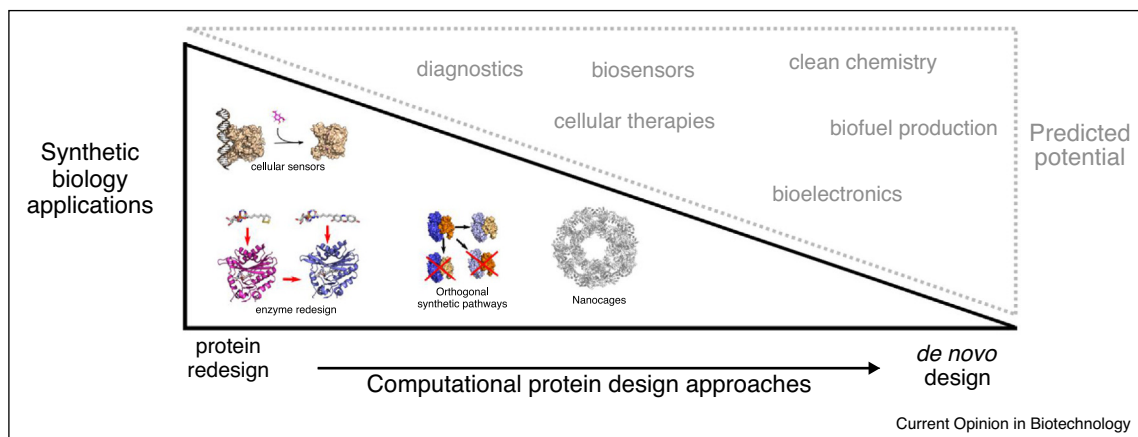 diagnostics
biosensors
clean chemistry
cellular therapies
biofuel production
bioelectronics
Predicted
potential
Synthetic
biology
applications
cellular sensors
enzyme redesign
Orthogonal
synthetic pathways
Nanocages
protein
redesign
Computational protein design approaches
de novo
design
Current Opinion in Biotechnology